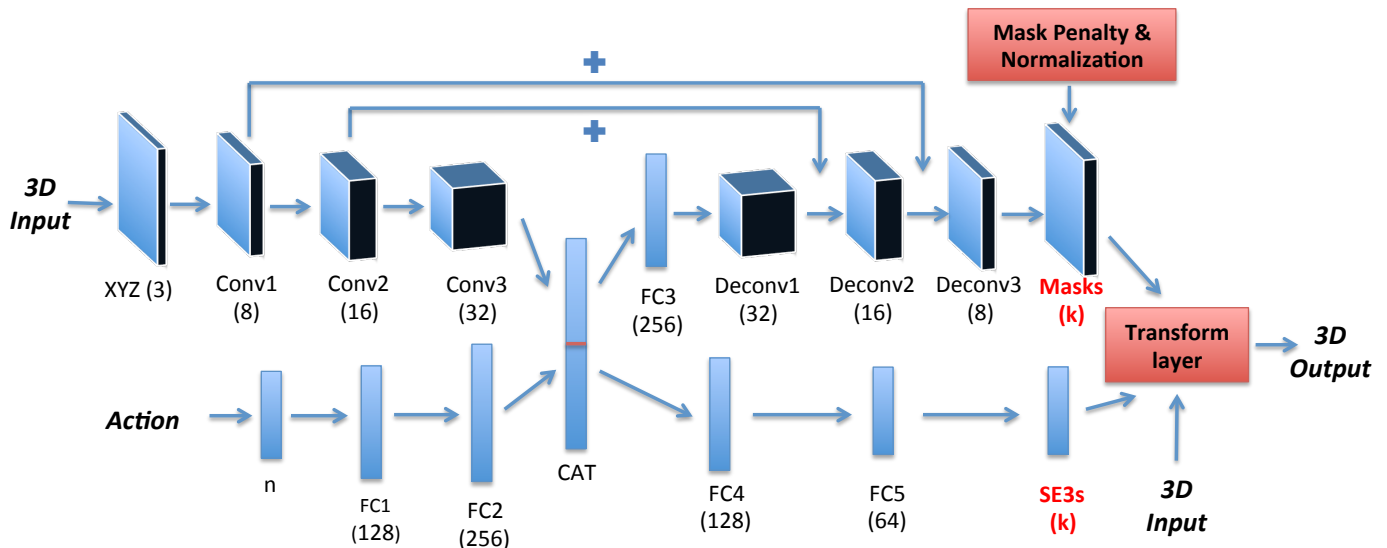 Mask Penalty &
Normalization
3D
Input
XYZ (3)
Conv1
(8)
Conv2
(16)
Conv3
(32)
FC3
(256)
Deconv1
(32)
Deconv2
(16)
Deconv3
(8)
Masks
(k)
Transform
layer
3D
Output
Action
n
FC1
(128)
FC2
(256)
CAT
FC4
(128)
FC5
(64)
SE3s
(k)
3D
Input